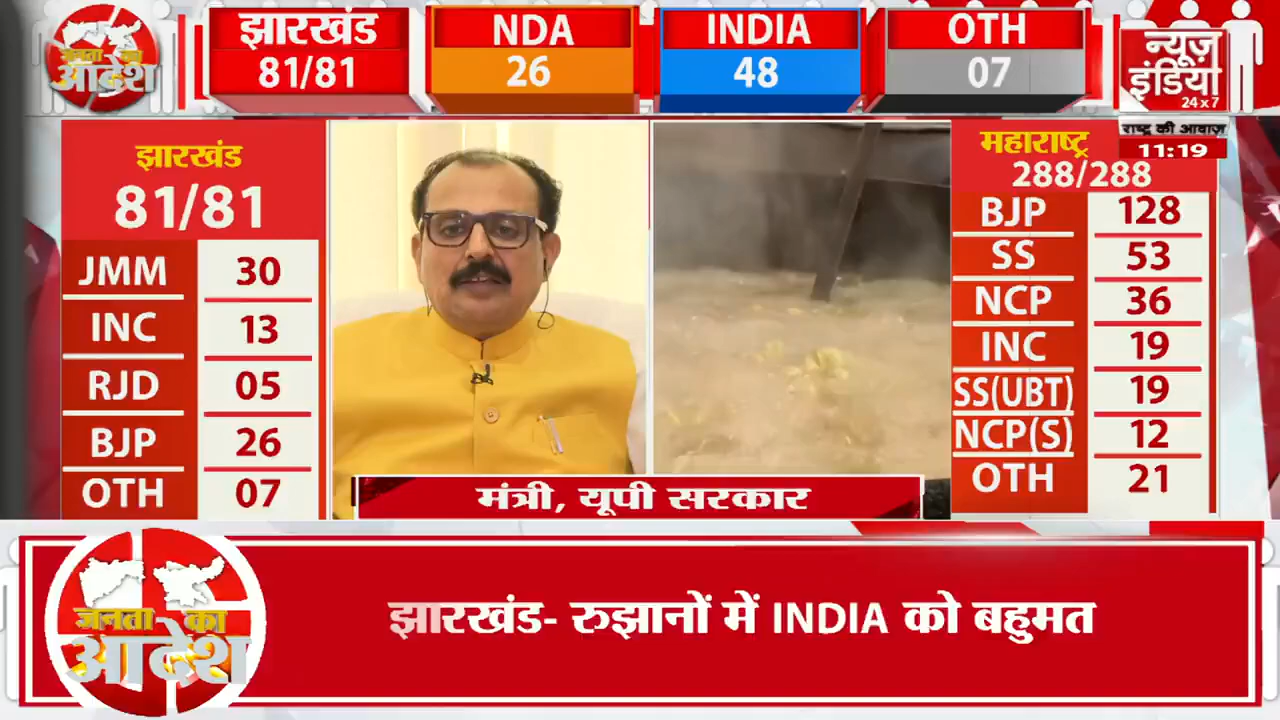 जनता का
आदेश
झारखंड
81/81
NDA
26
INDIA
48
OTH
07
न्यूज़
इंडिया
24x7
राष्ट्र की आवाज़
11:19
झारखंड
81/81
JMM 30
INC 13
RJD 05
BJP 26
OTH 07
महाराष्ट्र
288/288
BJP 128
SS 53
NCP 36
INC 19
SS(UBT) 19
NCP(S) 12
OTH 21
मंत्री, यूपी सरकार
जनता का
आदेश
झारखंड- रुझानों में INDIA को बहुमत